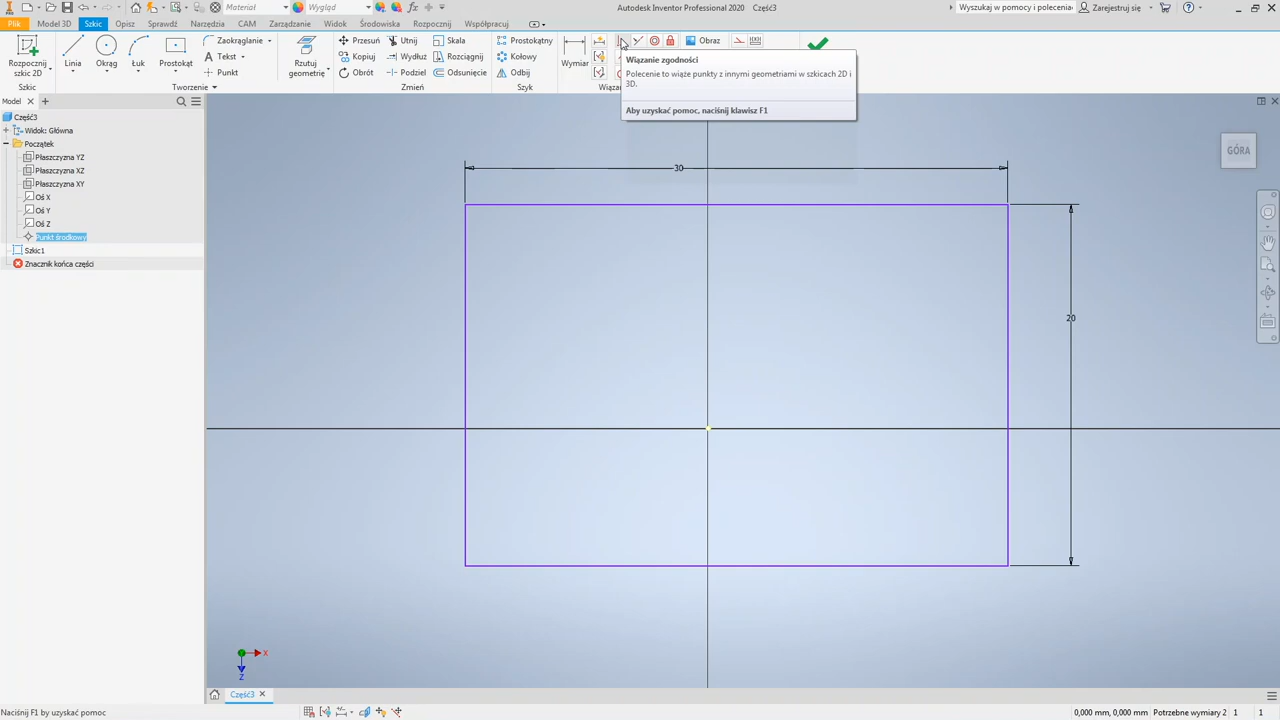 Materiał
Wygląd
Autodesk Inventor Professional 2020 Część3
Wyszukaj w pomocy i polecenia
Zarejestruj się
Plik Model 3D Szkic Opisz Sprawdź Narzędzia CAM Zarządzanie Widok Środowiska Rozpocznij Współpracuj
Rozpocznij szkic 2D
Linia
Okrąg
Łuk
Prostokąt
Zaokrąglanie
Tekst
Punkt
Tworzenie
Rzutuj geometrię
Przesuń
Kopiuj
Obrót
Utnij
Wydłuż
Podziel
Skala
Rozciągnij
Odsunięcie
Zmień
Prostokątny
Kołowy
Odbij
Szyk
Wymiar
Obraz
Wiązanie zgodności
Polecenie to wiąże punkty z innymi geometriami w szkicach 2D i
3D.
Aby uzyskać pomoc, naciśnij klawisz F1
Model
Część3
Widok: Główna
Początek
Płaszczyzna YZ
Płaszczyzna XZ
Płaszczyzna XY
Oś X
Oś Y
Oś Z
Punkt środkowy
Szkic1
Znacznik końca części
30
20
GÓRA
X
Z
Część3
Naciśnij F1 by uzyskać pomoc
0,000 mm, 0,000 mm Potrzebne wymiary 2 1 1